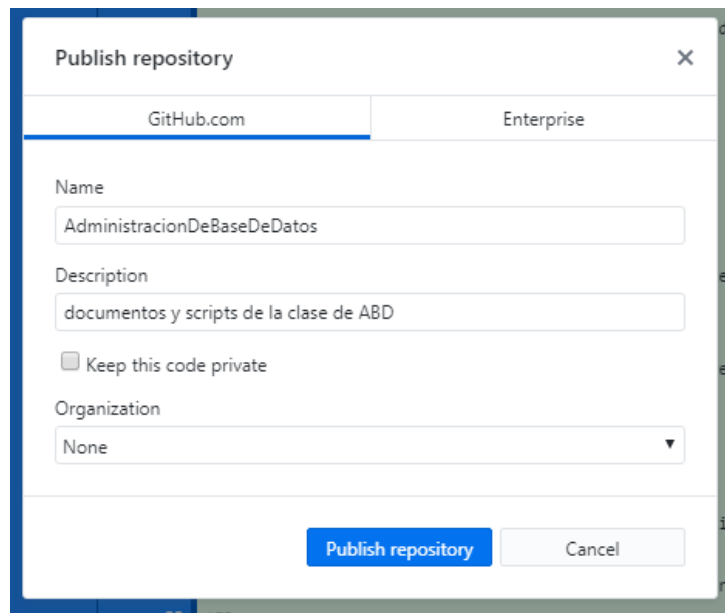 Publish repository
GitHub.com
Enterprise
Name
AdministracionDeBaseDeDatos
Description
documentos y scripts de la clase de ABD
Keep this code private
Organization
None
Publish repository
Cancel